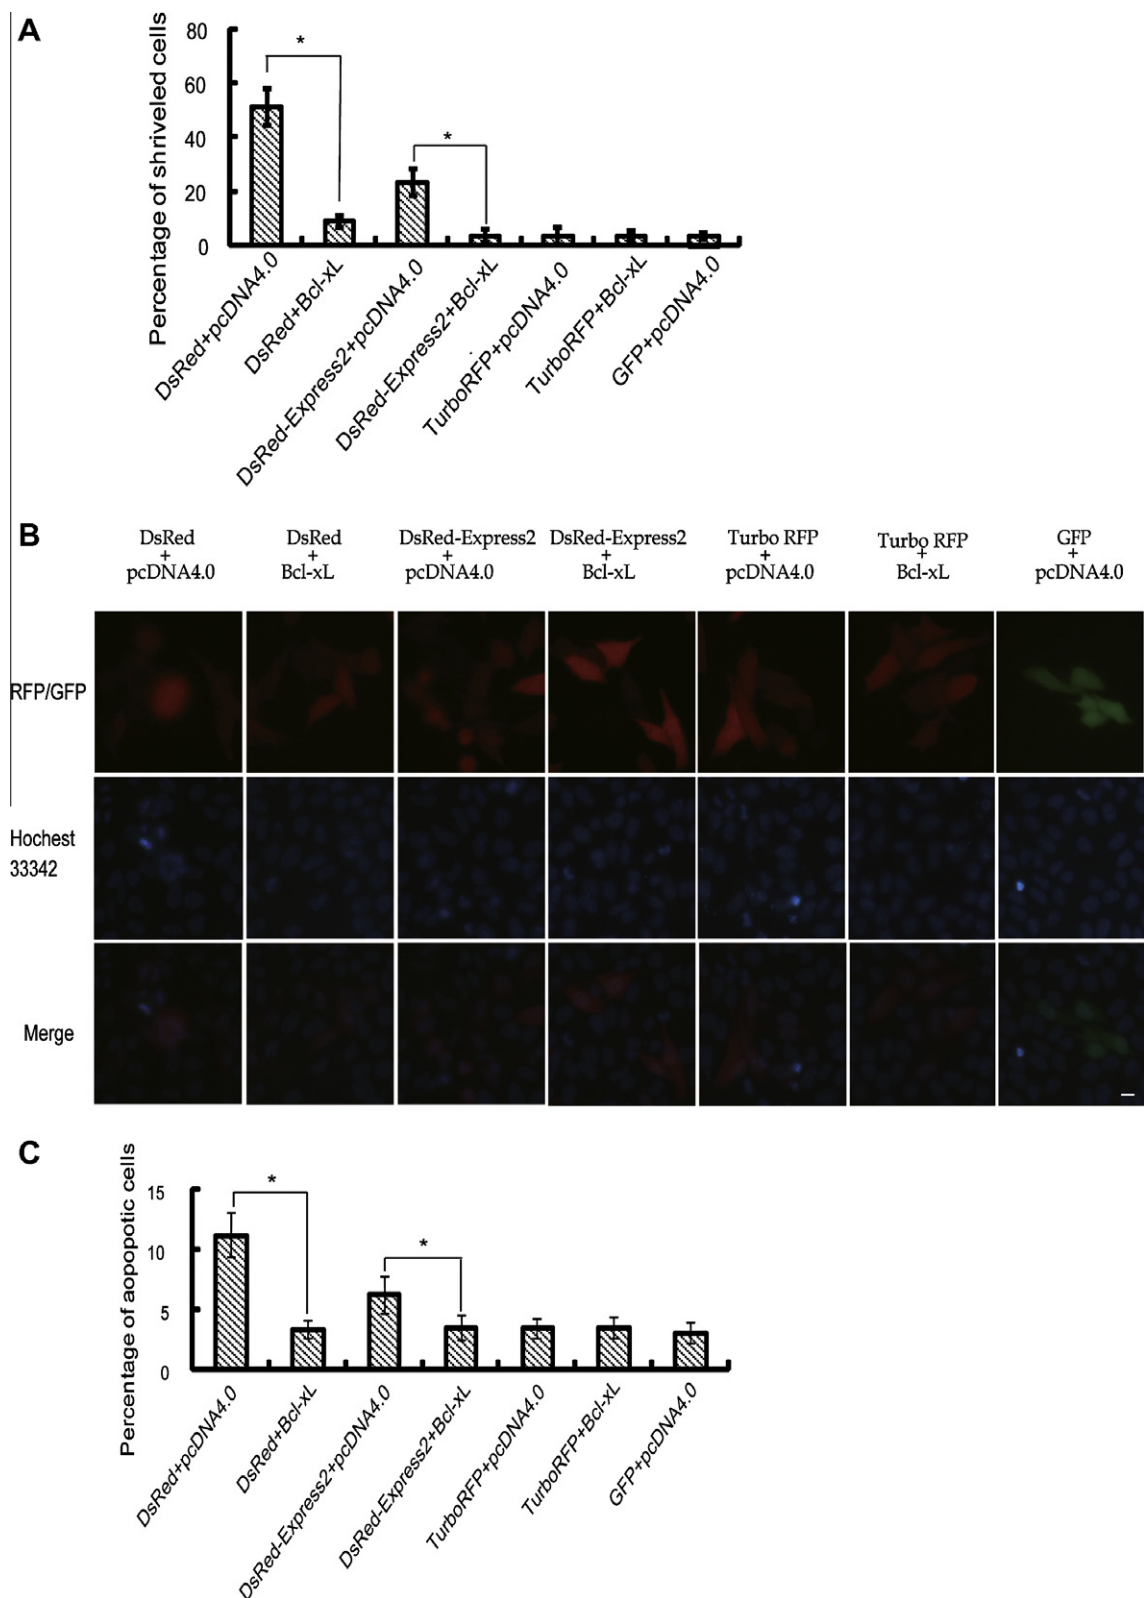 A
Percentage of shriveled cells
80
60
40
20
0
*
*
DsRed+pcDNA4.0
DsRed+Bcl-xL
DsRed-Express2+pcDNA4.0
DsRed-Express2+Bcl-xL
TurboRFP+pcDNA4.0
TurboRFP+Bcl-xL
GFP+pcDNA4.0
B
DsRed
+
pcDNA4.0
DsRed
+
Bcl-xL
DsRed-Express2
+
pcDNA4.0
DsRed-Express2
+
Bcl-xL
Turbo RFP
+
pcDNA4.0
Turbo RFP
+
Bcl-xL
GFP
+
pcDNA4.0
RFP/GFP
Hochest
33342
Merge
C
Percentage of aopopotic cells
15
10
5
0
*
*
DsRed+pcDNA4.0
DsRed+Bcl-xL
DsRed-Express2+pcDNA4.0
DsRed-Express2+Bcl-xL
TurboRFP+pcDNA4.0
TurboRFP+Bcl-xL
GFP+pcDNA4.0